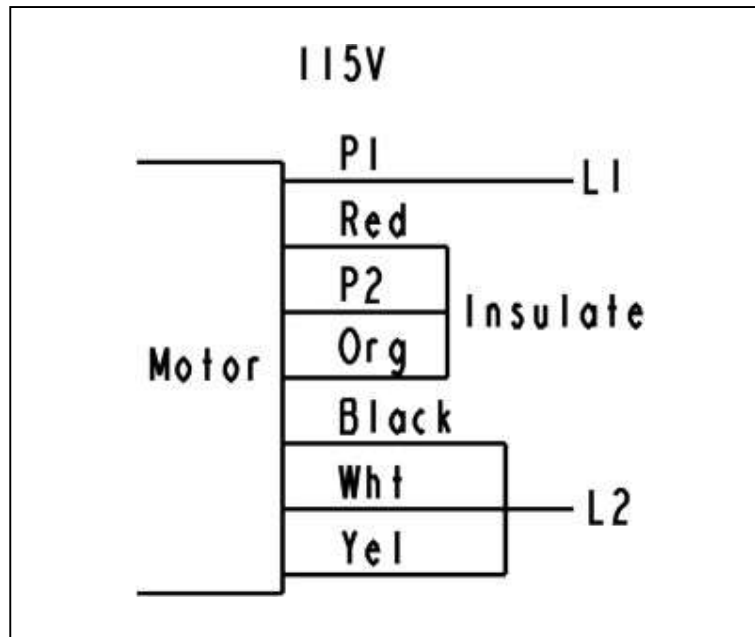 115V
P1
L1
Red
P2
Insulate
Org
Motor
Black
Wht
L2
Yel